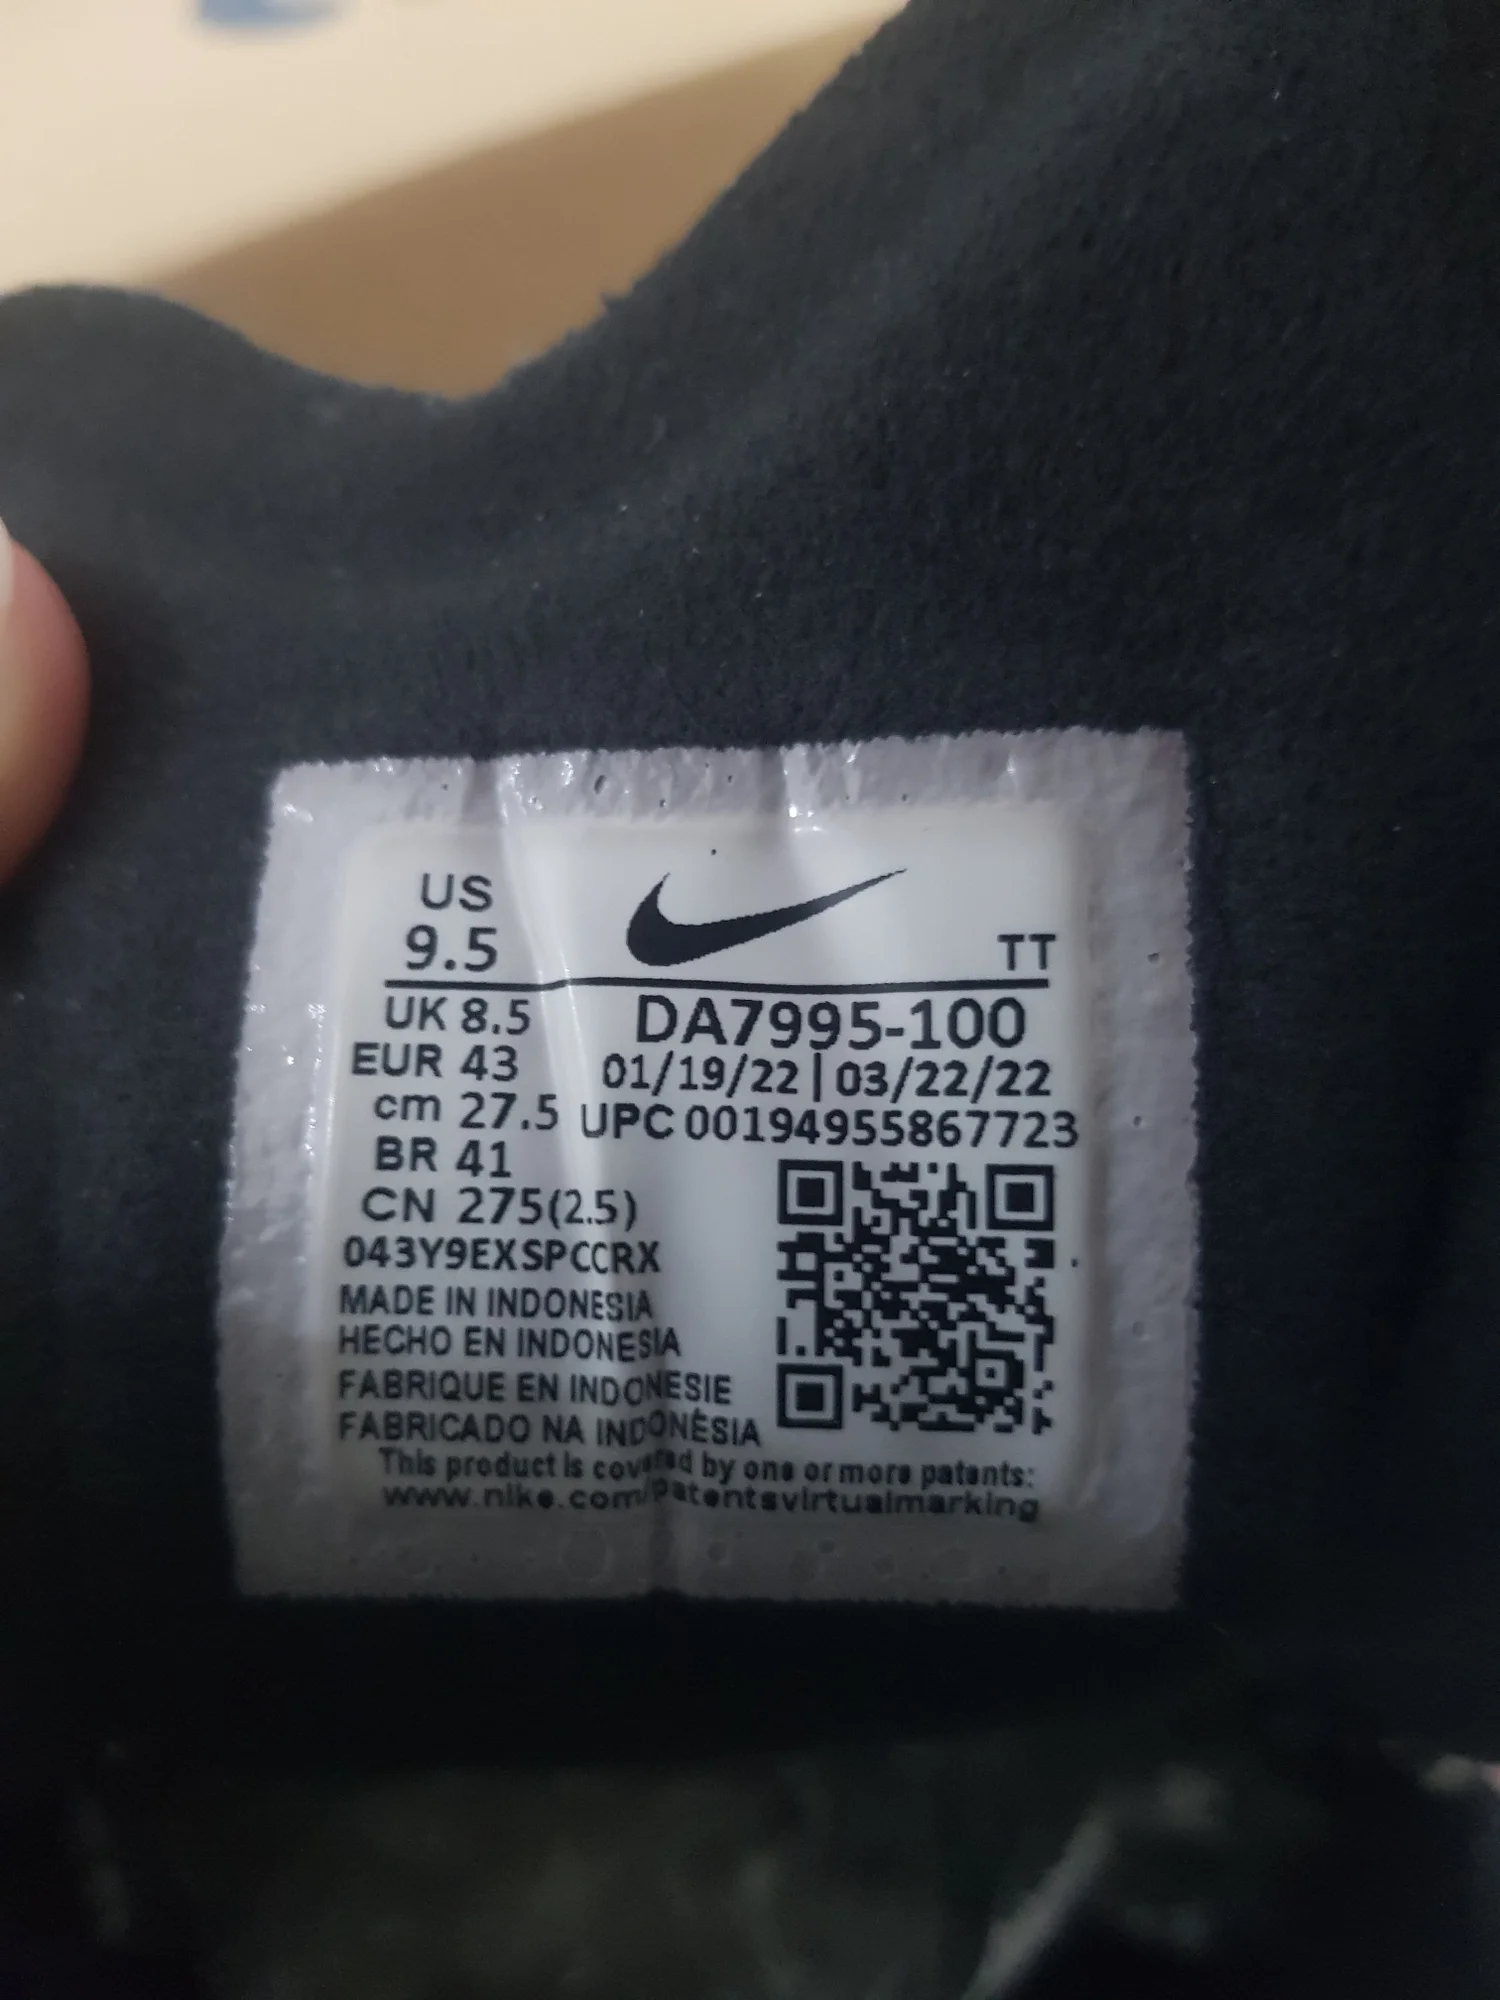 US
9.5
TT
UK 8.5
DA7995-100
EUR 43
01/19/22 | 03/22/22
cm 27.5
UPC 00194955867723
BR 41
CN 275(2.5)
043Y9EXSPCCRX
MADE IN INDONESIA
HECHO EN INDONESIA
FABRIQUE EN INDONESIE
FABRICADO NA INDONÉSIA
This product is covered by one or more patents:
www.nike.com/patentsvirtualmarking